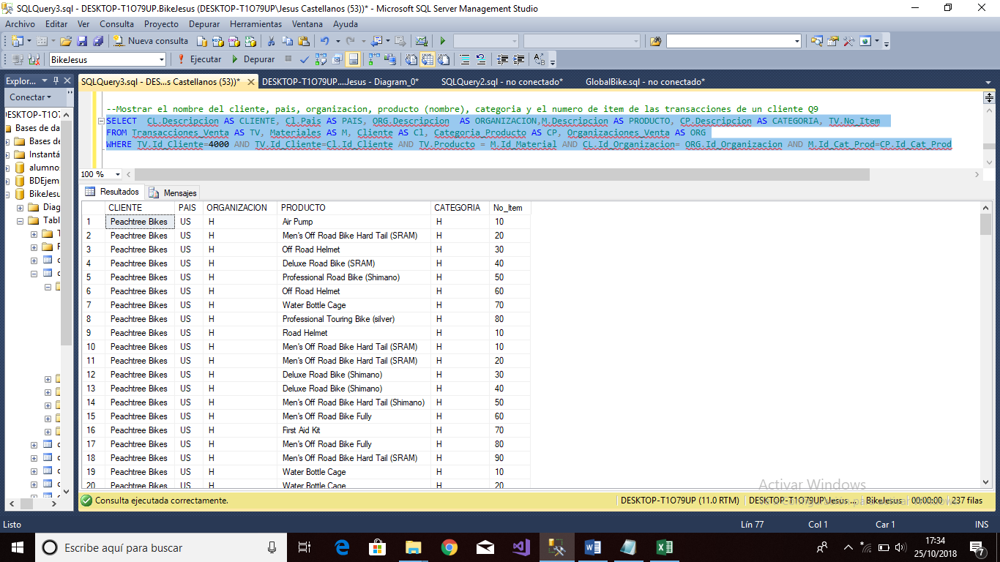 SQLQuery3.sql - DESKTOP-T1O79UP.BikeJesus (DESKTOP-T1O79UP\Jesus Castellanos (53))* - Microsoft SQL Server Management Studio
Archivo Editar Ver Consulta Proyecto Depurar Herramientas Ventana Ayuda
Nueva consulta
BikeJesus Ejecutar Depurar
Explor...
SQLQuery3.sql - DES...s Castellanos (53))* DESKTOP-T1O79UP....Jesus - Diagram_0* SQLQuery2.sql - no conectado* GlobalBike.sql - no conectado*
Conectar
Bases de da
Bases de
Instantá
alumno
BDEjem
BikeJesu
Diag
Tabl
--Mostrar el nombre del cliente, pais, organizacion, producto (nombre), categoria y el numero de item de las transacciones de un cliente Q9
SELECT CL.Descripcion AS CLIENTE, Cl.Pais AS PAIS, ORG.Descripcion AS ORGANIZACION,M.Descripcion AS PRODUCTO, CP.Descripcion AS CATEGORIA, TV.No_Item
FROM Transacciones_Venta AS TV, Materiales AS M, Cliente AS Cl, Categoria_Producto AS CP, Organizaciones_Venta AS ORG
WHERE TV.Id_Cliente=4000 AND TV.Id_Cliente=Cl.Id_Cliente AND TV.Producto = M.Id_Material AND CL.Id_Organizacion= ORG.Id_Organizacion AND M.Id_Cat_Prod=CP.Id_Cat_Prod
100 %
Resultados Mensajes
CLIENTE PAIS ORGANIZACION PRODUCTO CATEGORIA No_Item
1 Peachtree Bikes US H Air Pump H 10
2 Peachtree Bikes US H Men's Off Road Bike Hard Tail (SRAM) H 20
3 Peachtree Bikes US H Off Road Helmet H 30
4 Peachtree Bikes US H Deluxe Road Bike (SRAM) H 40
5 Peachtree Bikes US H Professional Road Bike (Shimano) H 50
6 Peachtree Bikes US H Off Road Helmet H 60
7 Peachtree Bikes US H Water Bottle Cage H 70
8 Peachtree Bikes US H Professional Touring Bike (silver) H 80
9 Peachtree Bikes US H Road Helmet H 10
10 Peachtree Bikes US H Men's Off Road Bike Hard Tail (SRAM) H 10
11 Peachtree Bikes US H Men's Off Road Bike Hard Tail (SRAM) H 20
12 Peachtree Bikes US H Deluxe Road Bike (Shimano) H 30
13 Peachtree Bikes US H Deluxe Road Bike (Shimano) H 40
14 Peachtree Bikes US H Men's Off Road Bike Hard Tail (Shimano) H 50
15 Peachtree Bikes US H Men's Off Road Bike Fully H 60
16 Peachtree Bikes US H First Aid Kit H 70
17 Peachtree Bikes US H Men's Off Road Bike Fully H 80
18 Peachtree Bikes US H Men's Off Road Bike Hard Tail (SRAM) H 90
19 Peachtree Bikes US H Water Bottle Cage H 10
20 Peachtree Bikes US H Water Bottle Cage H 20
Activar Windows
Consulta ejecutada correctamente. DESKTOP-T1O79UP (11.0 RTM) DESKTOP-T1O79UP\Jesus ... BikeJesus 00:00:00 237 filas
Listo Lín 77 Col 1 Car 1 INS
Escribe aquí para buscar
17:34
25/10/2018
7